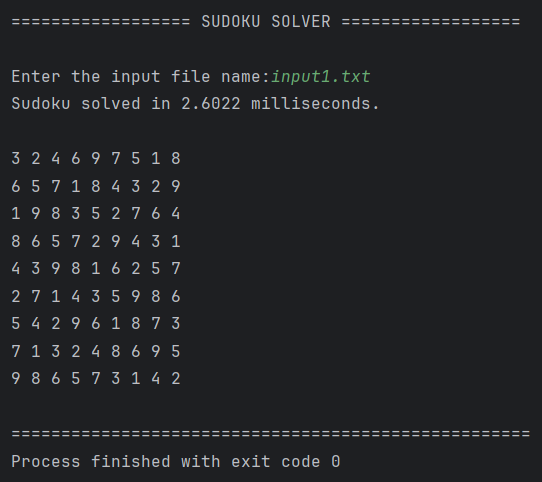 ================== SUDOKU SOLVER ==================
Enter the input file name:input1.txt
Sudoku solved in 2.6022 milliseconds.
3 2 4 6 9 7 5 1 8
6 5 7 1 8 4 3 2 9
1 9 8 3 5 2 7 6 4
8 6 5 7 2 9 4 3 1
4 3 9 8 1 6 2 5 7
2 7 1 4 3 5 9 8 6
5 4 2 9 6 1 8 7 3
7 1 3 2 4 8 6 9 5
9 8 6 5 7 3 1 4 2
====================================================
Process finished with exit code 0